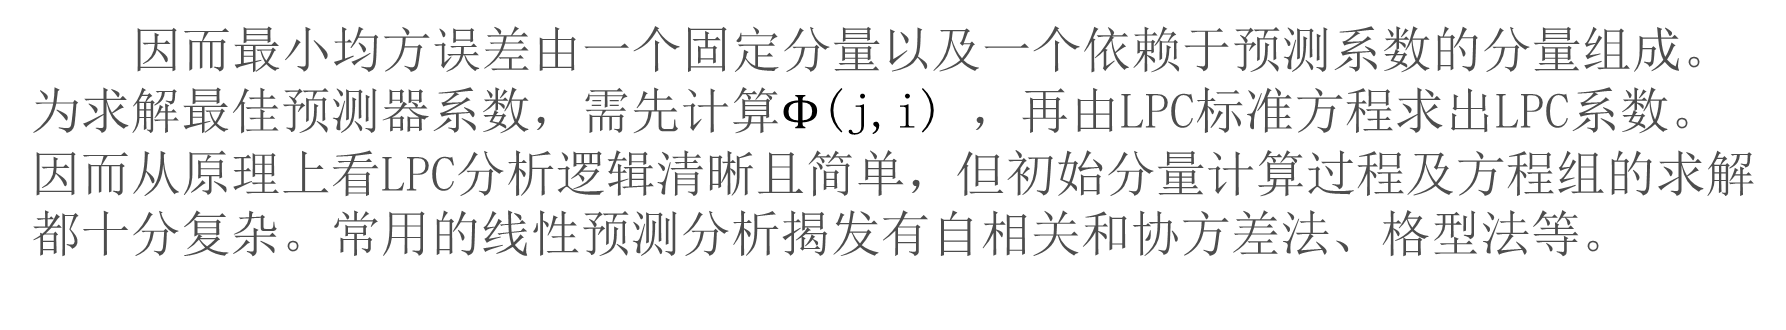 因而最小均方误差由一个固定分量以及一个依赖于预测系数的分量组成。
为求解最佳预测器系数，需先计算Φ(j,i) ，再由LPC标准方程求出LPC系数。
因而从原理上看LPC分析逻辑清晰且简单，但初始分量计算过程及方程组的求解
都十分复杂。常用的线性预测分析揭发有自相关和协方差法、格型法等。